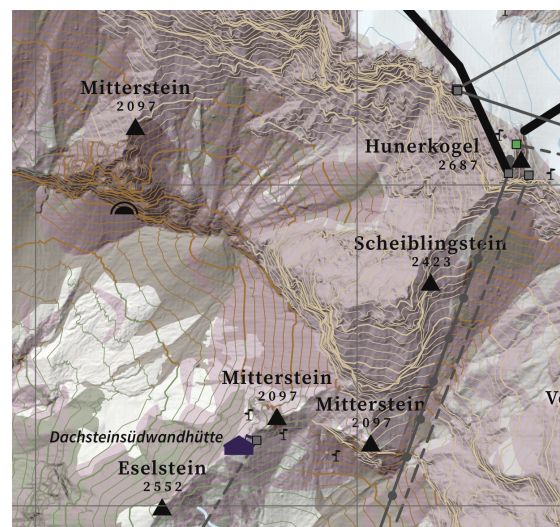 Mitterstein
2097
Hunerkogel
2687
Scheiblingstein
2423
Mitterstein
2097
Mitterstein
2097
Dachsteinsüdwandhütte
Eselstein
2552